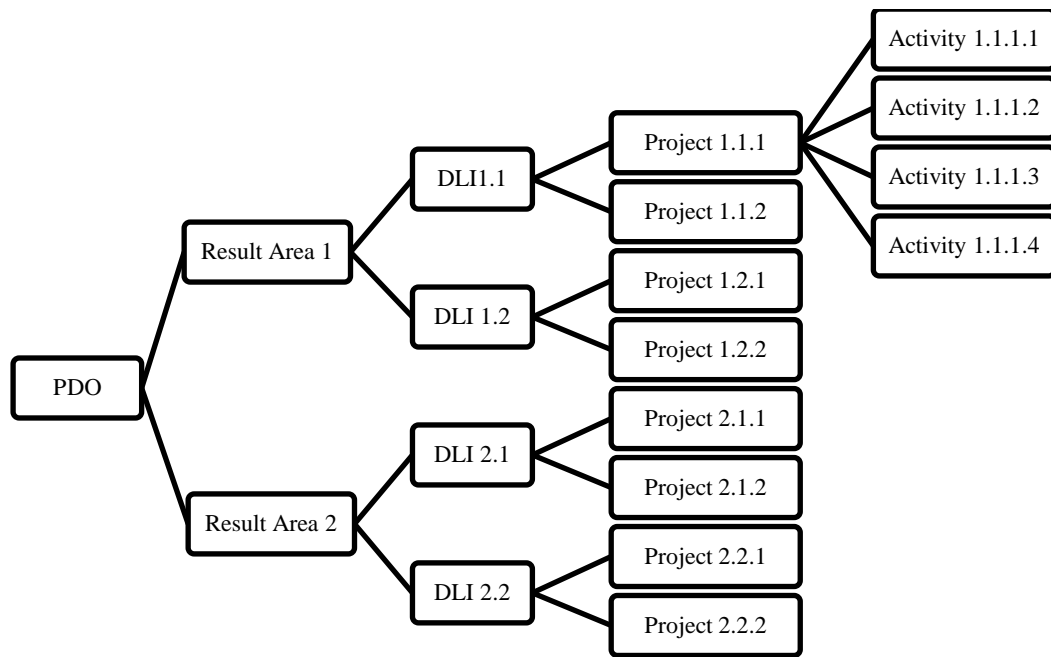 PDO
Result Area 1
DLI1.1
Project 1.1.1
Activity 1.1.1.1
Activity 1.1.1.2
Activity 1.1.1.3
Activity 1.1.1.4
Project 1.1.2
DLI 1.2
Project 1.2.1
Project 1.2.2
Result Area 2
DLI 2.1
Project 2.1.1
Project 2.1.2
DLI 2.2
Project 2.2.1
Project 2.2.2